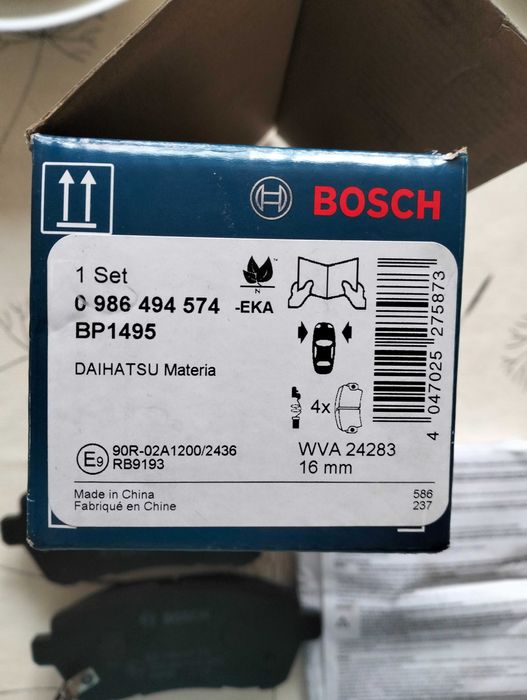 BOSCH
1 Set
0 986 494 574 -EKA
BP1495
DAIHATSU Materia
N
4x
4 047025 275873
E9 90R-02A1200/2436
RB9193
WVA 24283
16 mm
Made in China
Fabriqué en Chine
586
237
BOSCH